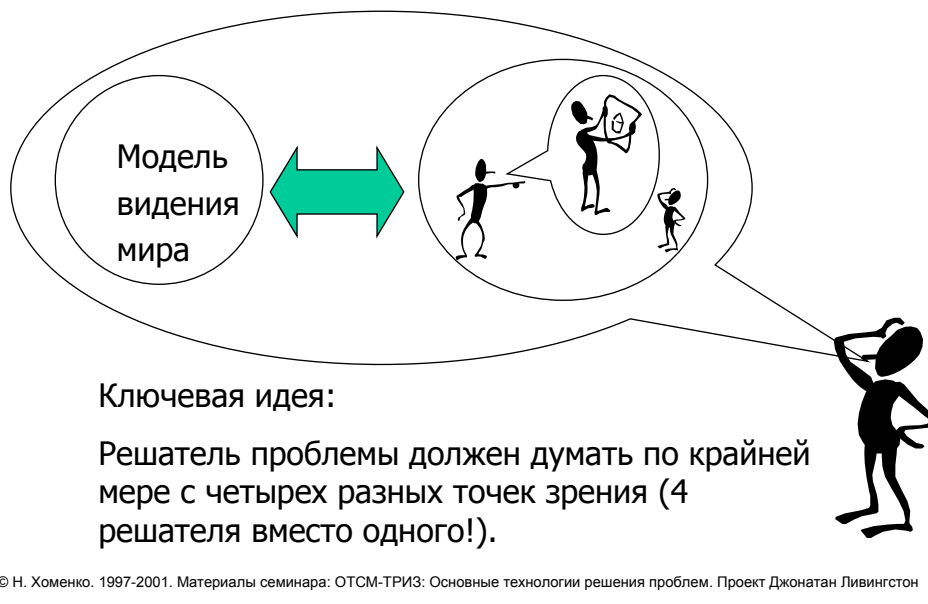 Модель
видения
мира
Ключевая идея:
Решатель проблемы должен думать по крайней
мере с четырех разных точек зрения (4
решателя вместо одного!).
© Н. Хоменко. 1997-2001. Материалы семинара: ОТСМ-ТРИЗ: Основные технологии решения проблем. Проект Джонатан Ливингстон